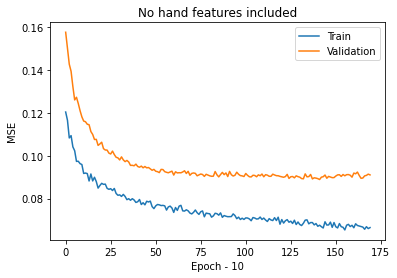 No hand features included
Train
Validation
MSE
0.16
0.14
0.12
0.10
0.08
0 25 50 75 100 125 150 175
Epoch - 10